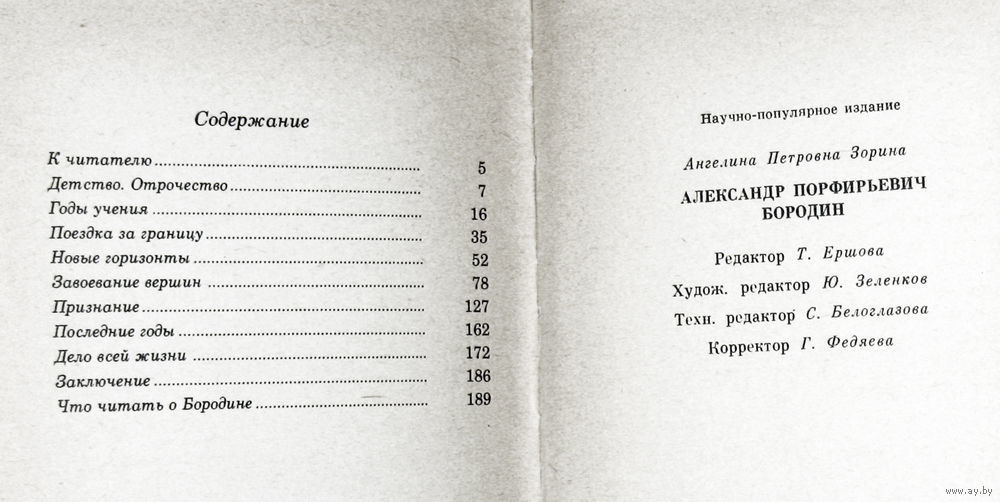 Содержание
К читателю 5
Детство. Отрочество 7
Годы учения 16
Поездка за границу 35
Новые горизонты 52
Завоевание вершин 78
Признание 127
Последние годы 162
Дело всей жизни 172
Заключение 186
Что читать о Бородине 189
Научно-популярное издание
Ангелина Петровна Зорина
АЛЕКСАНДР ПОРФИРЬЕВИЧ
БОРОДИН
Редактор Т. Ершова
Худож. редактор Ю. Зеленков
Техн. редактор С. Белоглазова
Корректор Г. Федяева
www.ay.by